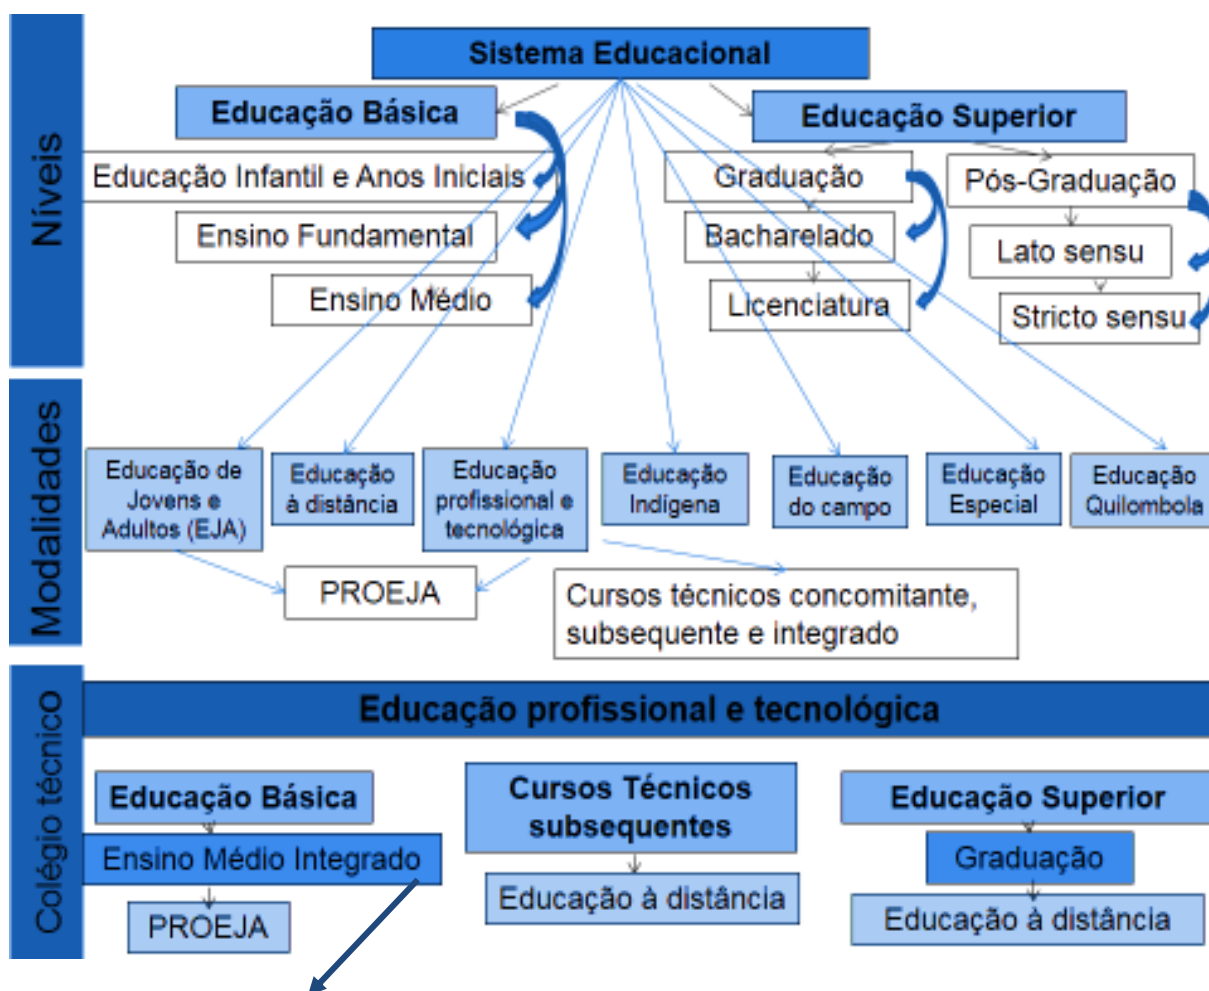 Sistema Educacional
Níveis
Educação Básica
Educação Superior
Educação Infantil e Anos Iniciais
Graduação
Pós-Graduação
Ensino Fundamental
Bacharelado
Lato sensu
Ensino Médio
Licenciatura
Stricto sensu
Modalidades
Educação de
Jovens e
Adultos (EJA)
Educação
à distância
Educação
profissional e
tecnológica
Educação
Indígena
Educação
do campo
Educação
Especial
Educação
Quilombola
PROEJA
Cursos técnicos concomitante,
subsequente e integrado
Colégio técnico
Educação profissional e tecnológica
Educação Básica
Ensino Médio Integrado
PROEJA
Cursos Técnicos
subsequentes
Educação à distância
Educação Superior
Graduação
Educação à distância